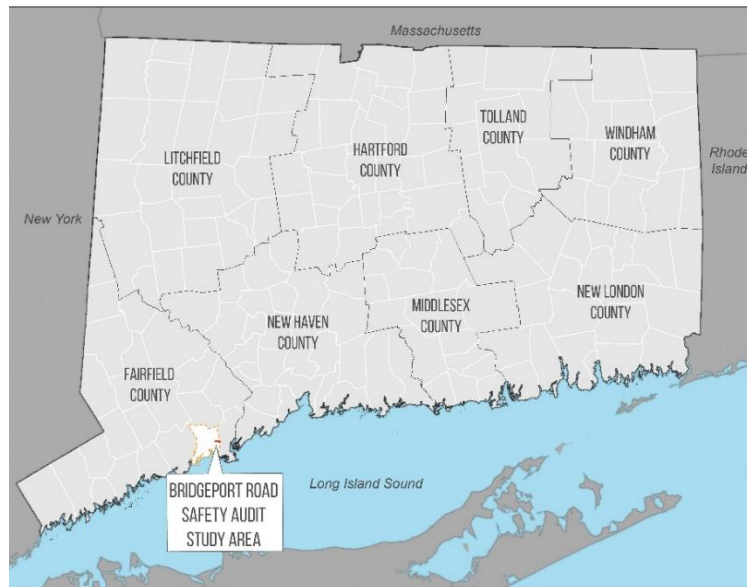 Massachusetts
TOLLAND
COUNTY
HARTFORD
COUNTY
LITCHFIELD
COUNTY
WINDHAM
COUNTY
Rhode
Island
New York
NEW LONDON
COUNTY
MIDDLESEX
COUNTY
NEW HAVEN
COUNTY
FAIRFIELD
COUNTY
Long Island Sound
BRIDGEPORT ROAD
SAFETY AUDIT
STUDY AREA